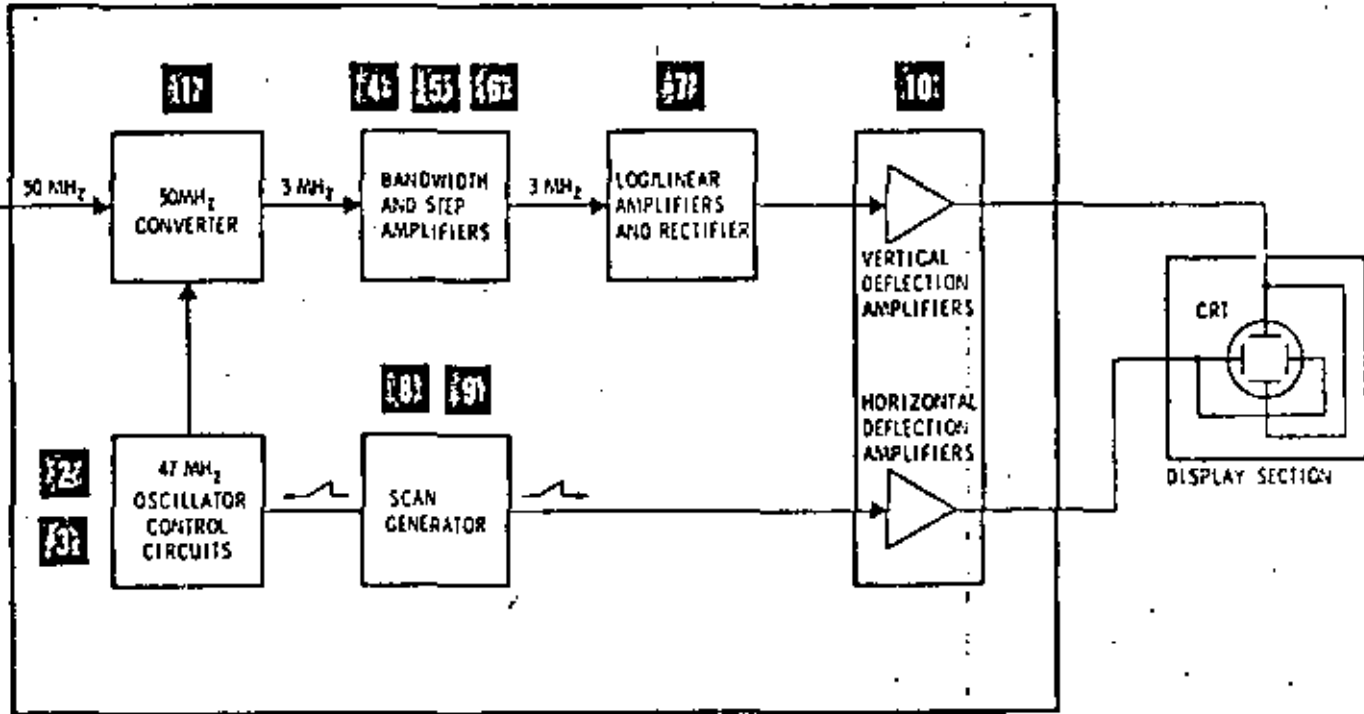 {1} {4} {5} {6} {7} {10}
50 MHz
50MHz
CONVERTER
3 MHz
BANDWIDTH
AND STEP
AMPLIFIERS
3 MHz
LOG/LINEAR
AMPLIFIERS
AND RECTIFIER
VERTICAL
DEFLECTION
AMPLIFIERS
CRT
{8} {9}
HORIZONTAL
DEFLECTION
AMPLIFIERS
DISPLAY SECTION
{2}
{3}
47 MHz
OSCILLATOR
CONTROL
CIRCUITS
SCAN
GENERATOR